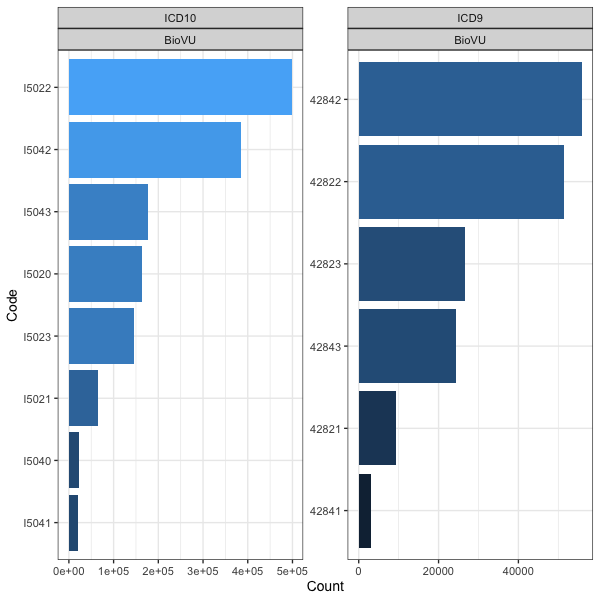 ICD10
BioVU
I5022
I5042
I5043
I5020
I5023
I5021
I5040
I5041
0e+00 1e+05 2e+05 3e+05 4e+05 5e+05
ICD9
BioVU
42842
42822
42823
42843
42821
42841
0 20000 40000
Code
Count